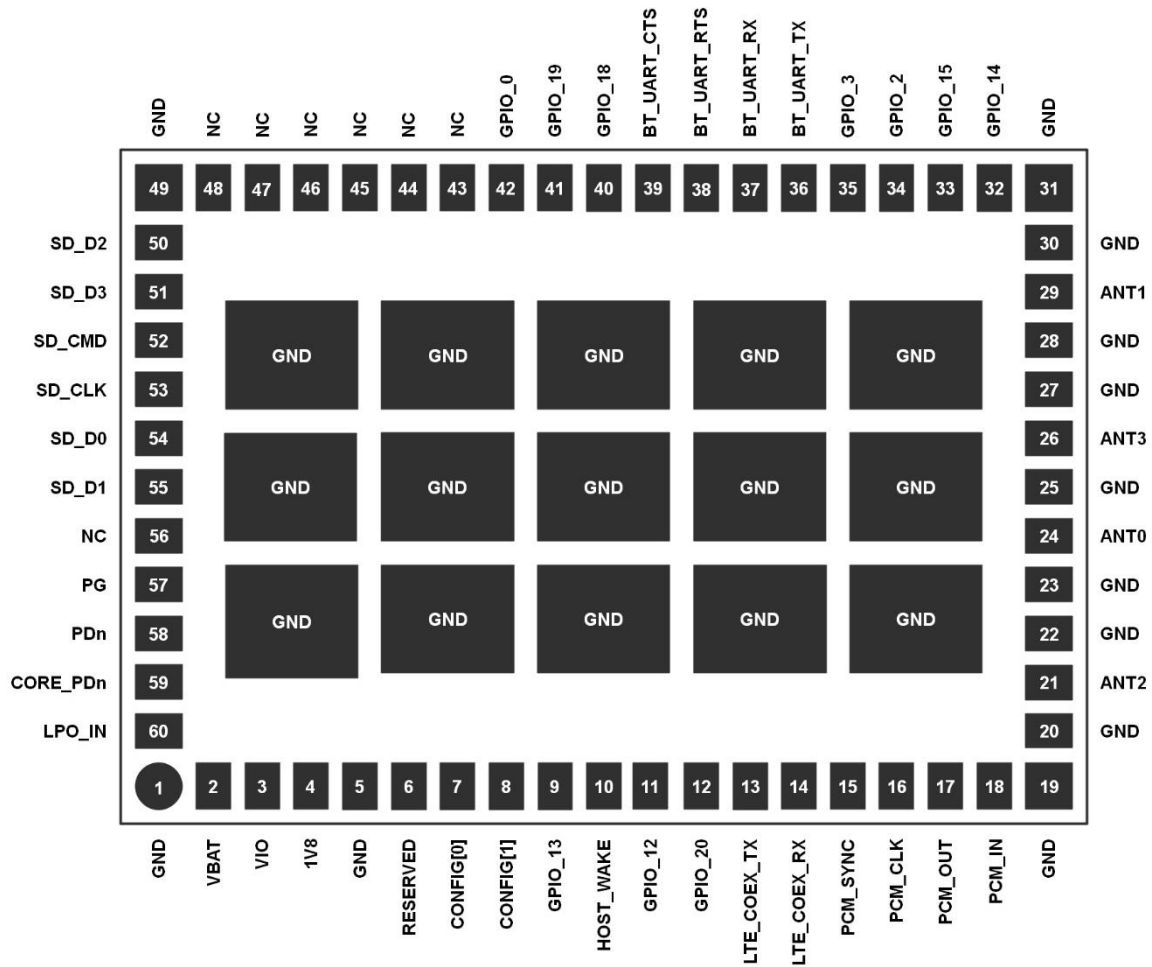 GND NC NC NC NC NC NC GPIO_0 GPIO_19 GPIO_18 BT_UART_CTS BT_UART_RTS BT_UART_RX BT_UART_TX GPIO_3 GPIO_2 GPIO_15 GPIO_14 GND
49 48 47 46 45 44 43 42 41 40 39 38 37 36 35 34 33 32 31
SD_D2 50 30 GND
SD_D3 51 29 ANT1
SD_CMD 52 GND GND GND GND GND 28 GND
SD_CLK 53 27 GND
SD_D0 54 26 ANT3
SD_D1 55 GND GND GND GND GND 25 GND
NC 56 24 ANT0
PG 57 23 GND
PDn 58 GND GND GND GND GND 22 GND
CORE_PDn 59 21 ANT2
LPO_IN 60 20 GND
1 2 3 4 5 6 7 8 9 10 11 12 13 14 15 16 17 18 19
GND VBAT VIO 1V8 GND RESERVED CONFIG[0] CONFIG[1] GPIO_13 HOST_WAKE GPIO_12 GPIO_20 LTE_COEX_TX LTE_COEX_RX PCM_SYNC PCM_CLK PCM_OUT PCM_IN GND